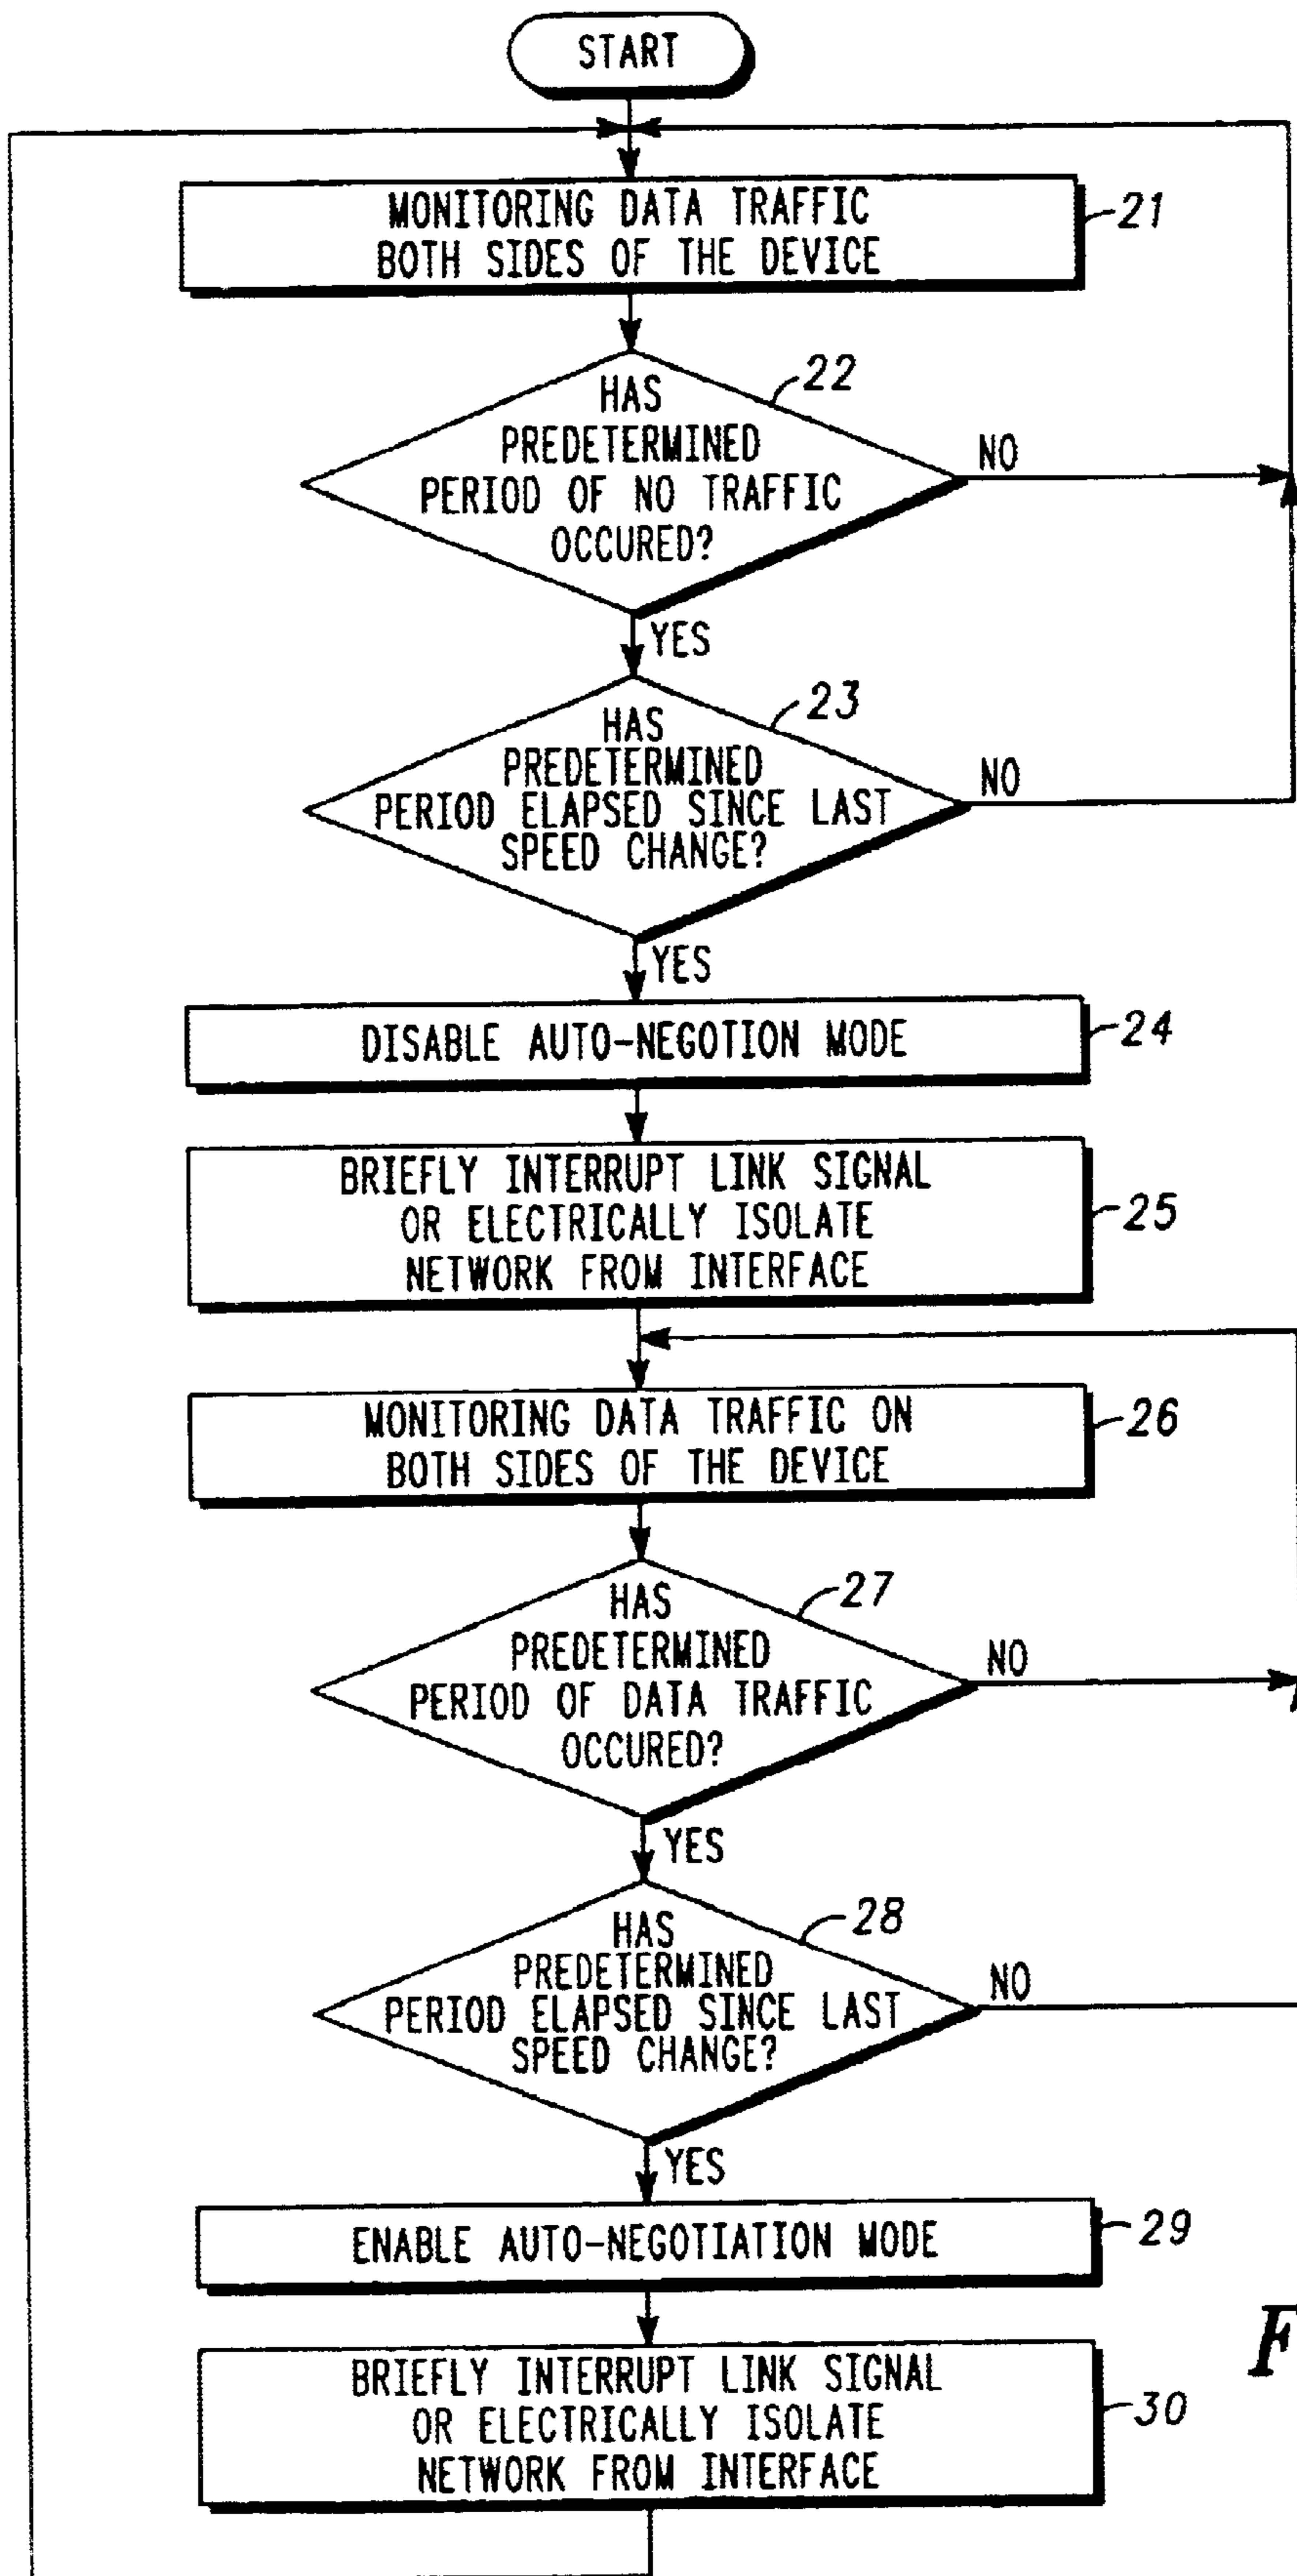 START
MONITORING DATA TRAFFIC
BOTH SIDES OF THE DEVICE
21
HAS
PREDETERMINED
PERIOD OF NO TRAFFIC
OCCURED?
22
NO
YES
HAS
PREDETERMINED
PERIOD ELAPSED SINCE LAST
SPEED CHANGE?
23
NO
YES
DISABLE AUTO-NEGOTION MODE
24
BRIEFLY INTERRUPT LINK SIGNAL
OR ELECTRICALLY ISOLATE
NETWORK FROM INTERFACE
25
MONITORING DATA TRAFFIC ON
BOTH SIDES OF THE DEVICE
26
HAS
PREDETERMINED
PERIOD OF DATA TRAFFIC
OCCURED?
27
NO
YES
HAS
PREDETERMINED
PERIOD ELAPSED SINCE LAST
SPEED CHANGE?
28
NO
YES
ENABLE AUTO-NEGOTIATION MODE
29
F
BRIEFLY INTERRUPT LINK SIGNAL
OR ELECTRICALLY ISOLATE
NETWORK FROM INTERFACE
30